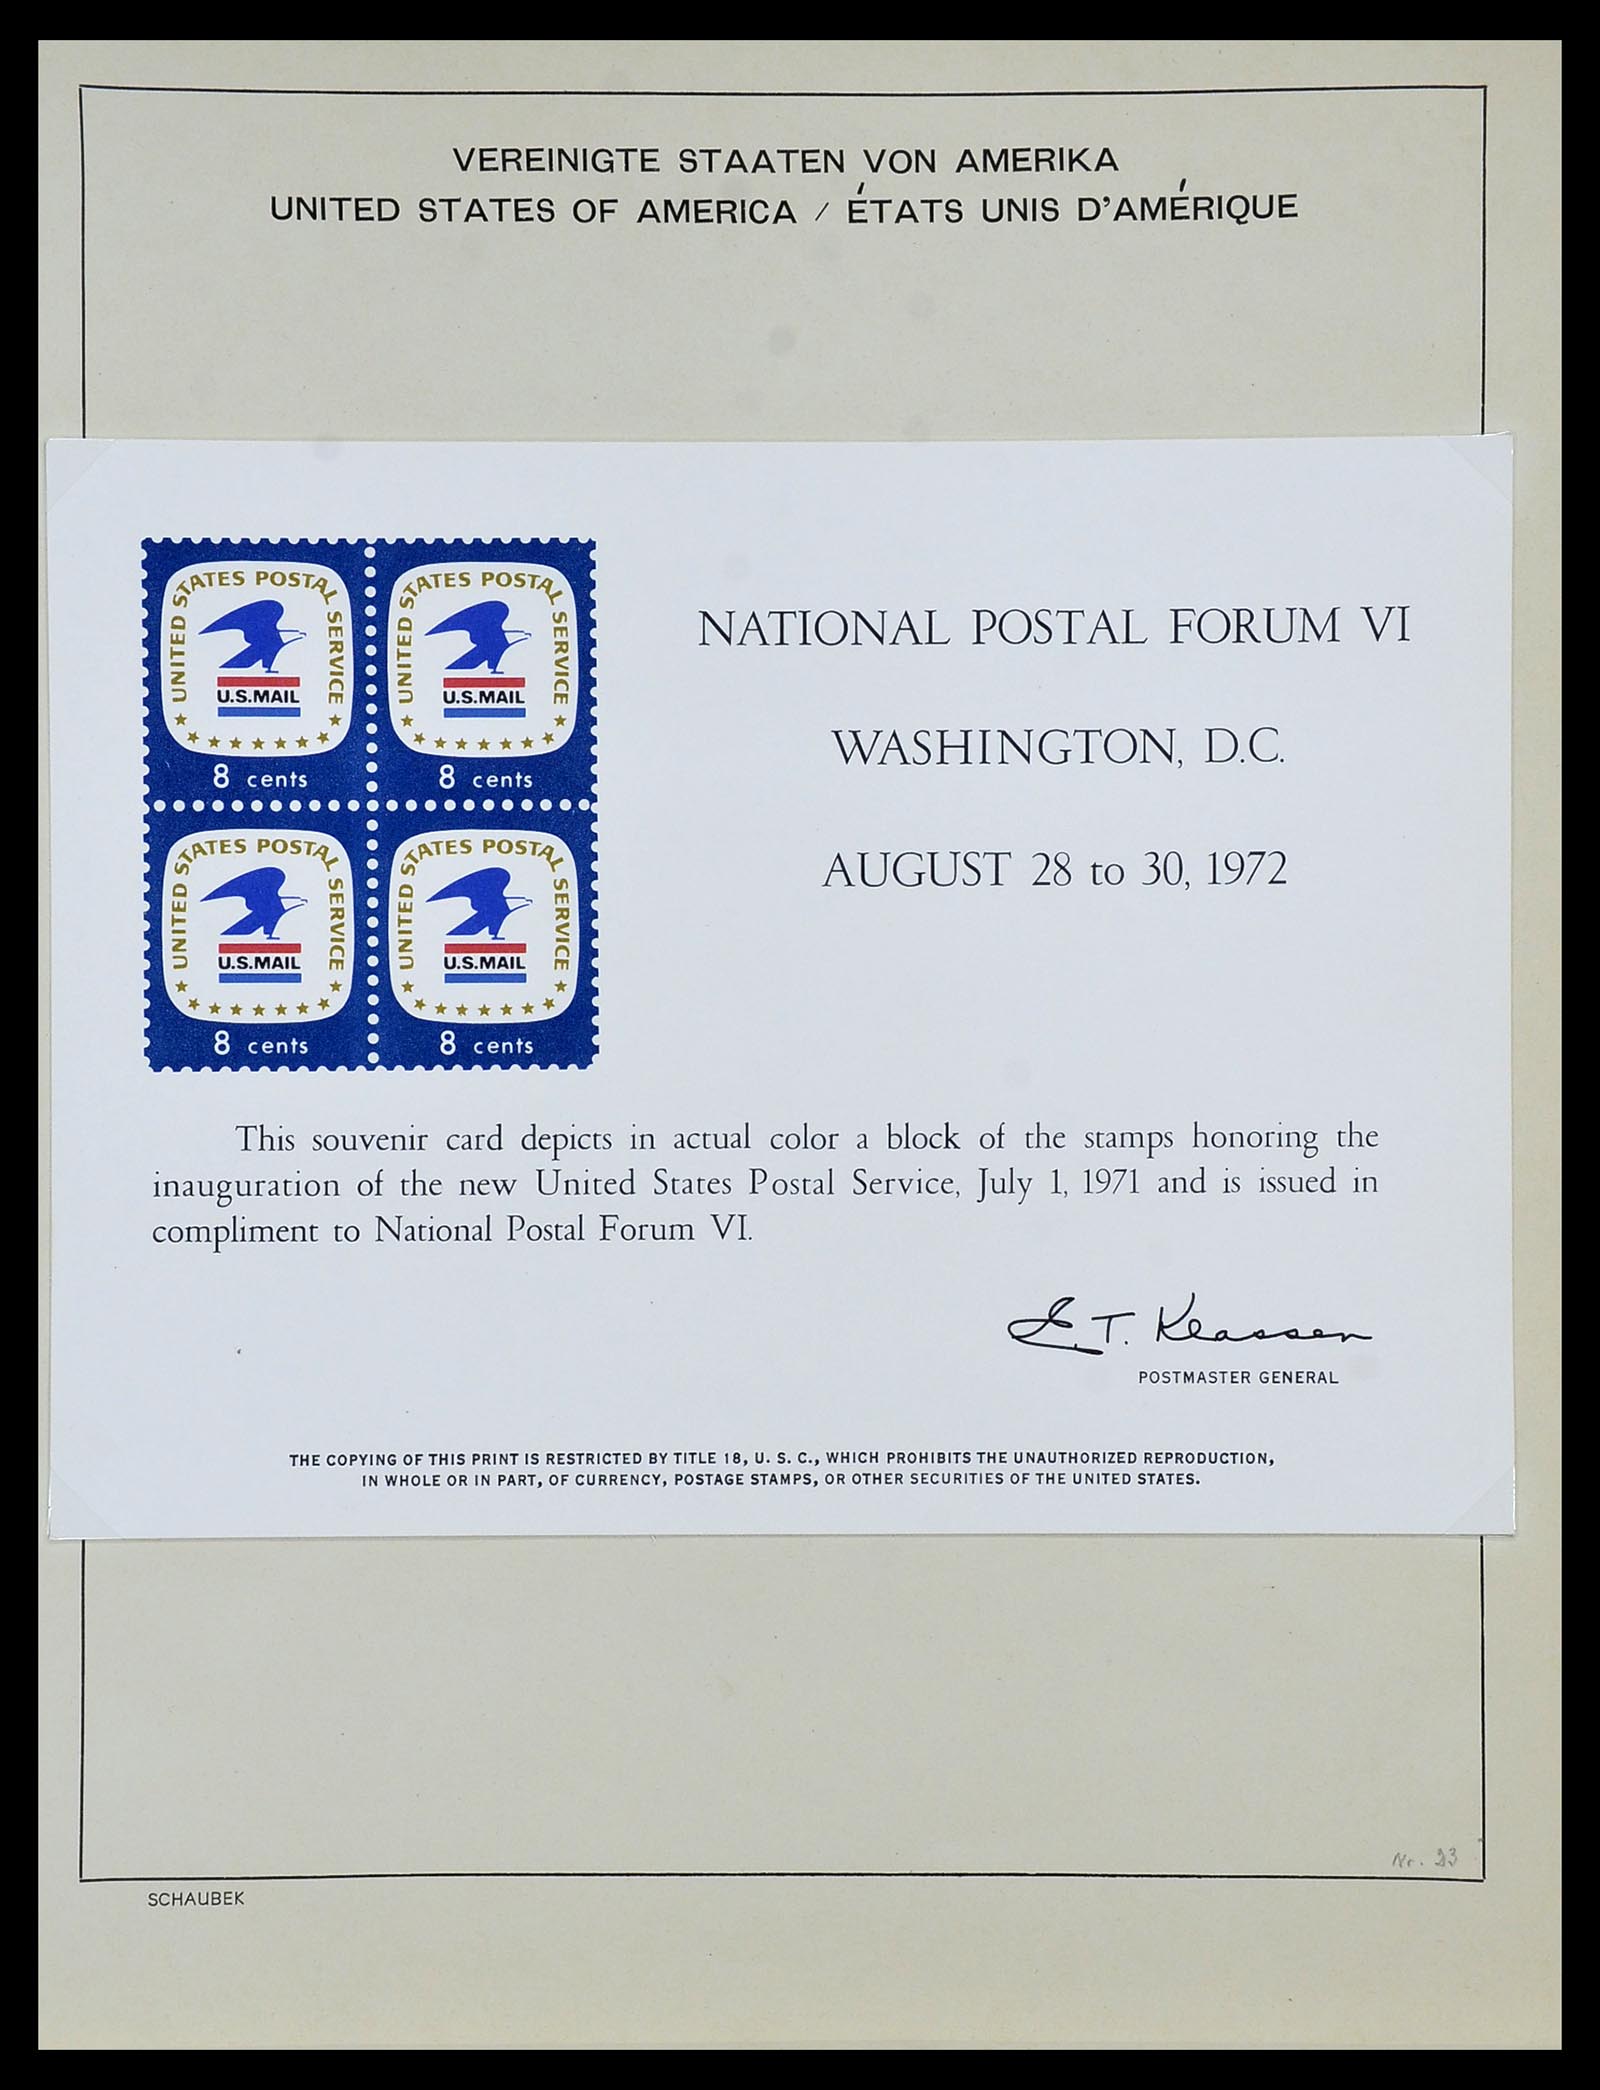 VEREINIGTE STAATEN VON AMERIKA
UNITED STATES OF AMERICA / ÉTATS UNIS D'AMÉRIQUE
UNITED STATES POSTAL SERVICE
U.S.MAIL
8 cents
UNITED STATES POSTAL SERVICE
U.S.MAIL
8 cents
UNITED STATES POSTAL SERVICE
U.S.MAIL
8 cents
UNITED STATES POSTAL SERVICE
U.S.MAIL
8 cents
NATIONAL POSTAL FORUM VI
WASHINGTON, D.C.
AUGUST 28 to 30, 1972
This souvenir card depicts in actual color a block of the stamps honoring the
inauguration of the new United States Postal Service, July 1, 1971 and is issued in
compliment to National Postal Forum VI.
E.T. Klassen
POSTMASTER GENERAL
THE COPYING OF THIS PRINT IS RESTRICTED BY TITLE 18, U. S. C., WHICH PROHIBITS THE UNAUTHORIZED REPRODUCTION,
IN WHOLE OR IN PART, OF CURRENCY, POSTAGE STAMPS, OR OTHER SECURITIES OF THE UNITED STATES.
Nr. 23
SCHAUBEK